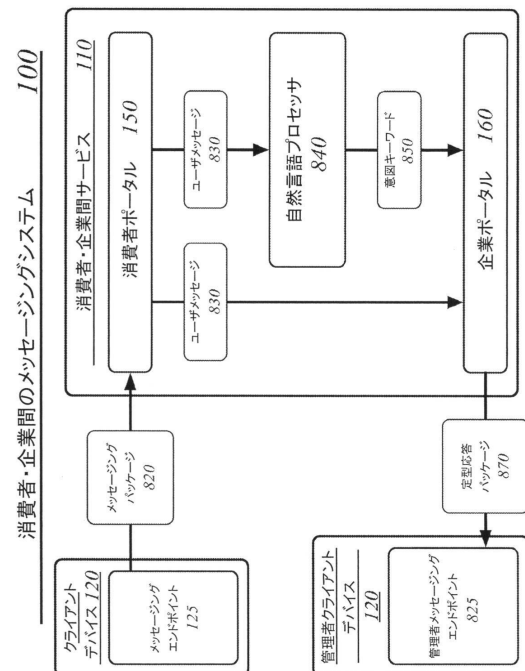 消費者・企業間のメッセージングシステム 100
クライアント
デバイス 120
メッセージング
エンドポイント
125
メッセージング
パッケージ
820
消費者・企業間サービス 110
消費者ポータル 150
ユーザメッセージ
830
ユーザメッセージ
830
自然言語プロセッサ
840
意図キーワード
850
企業ポータル 160
定型応答
パッケージ
870
管理者クライアント
デバイス
120
管理者メッセージング
エンドポイント
825